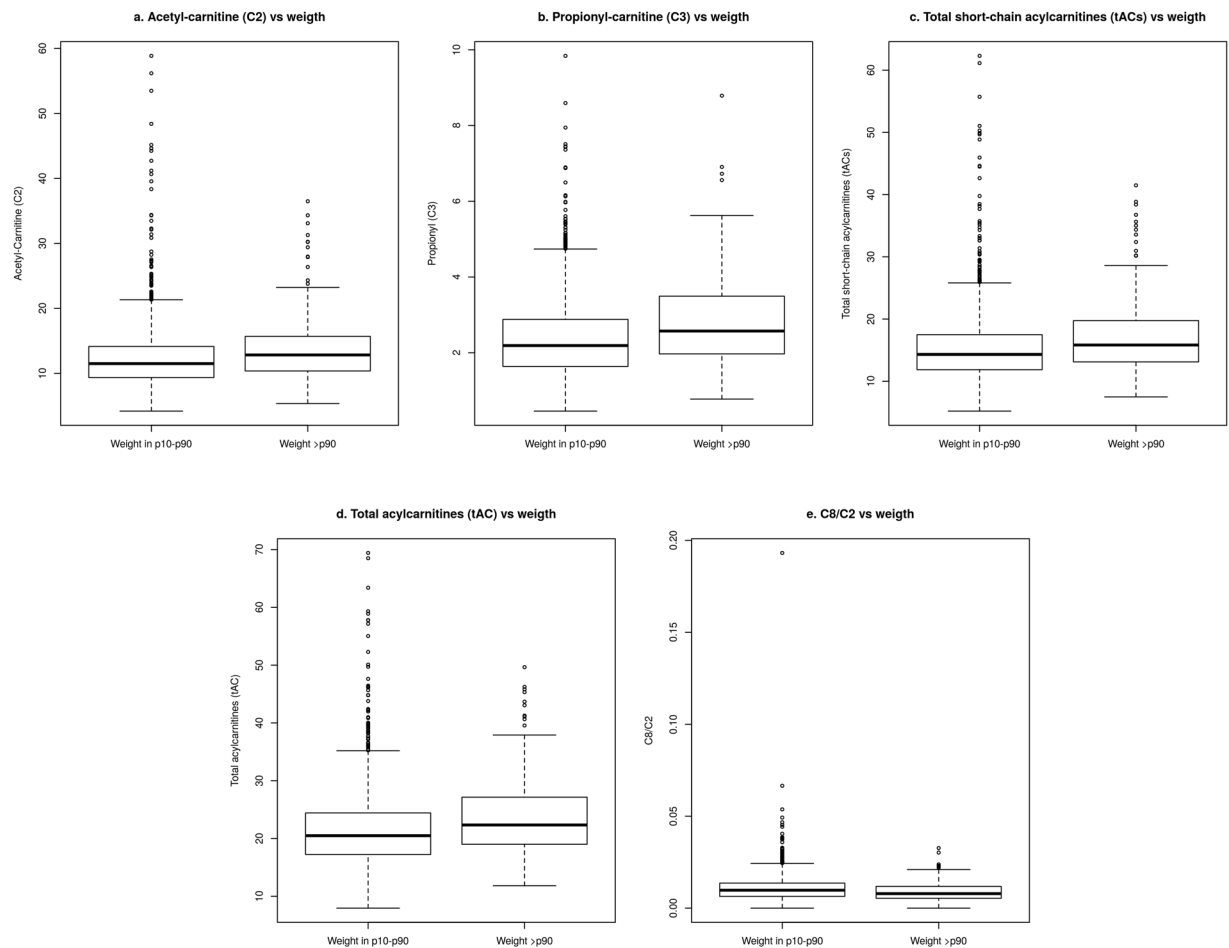 a. Acetyl-carnitine (C2) vs weigth
Acetyl-Carnitine (C2)
60
50
40
30
20
10
Weight in p10-p90
Weight >p90
b. Propionyl-carnitine (C3) vs weigth
Propionyl (C3)
10
8
6
4
2
Weight in p10-p90
Weight >p90
c. Total short-chain acylcarnitines (tACs) vs weigth
Total short-chain acylcarnitines (tACs)
60
50
40
30
20
10
Weight in p10-p90
Weight >p90
d. Total acylcarnitines (tAC) vs weigth
Total acylcarnitines (tAC)
70
60
50
40
30
20
10
Weight in p10-p90
Weight >p90
e. C8/C2 vs weigth
C8/C2
0.20
0.15
0.10
0.05
0.00
Weight in p10-p90
Weight >p90